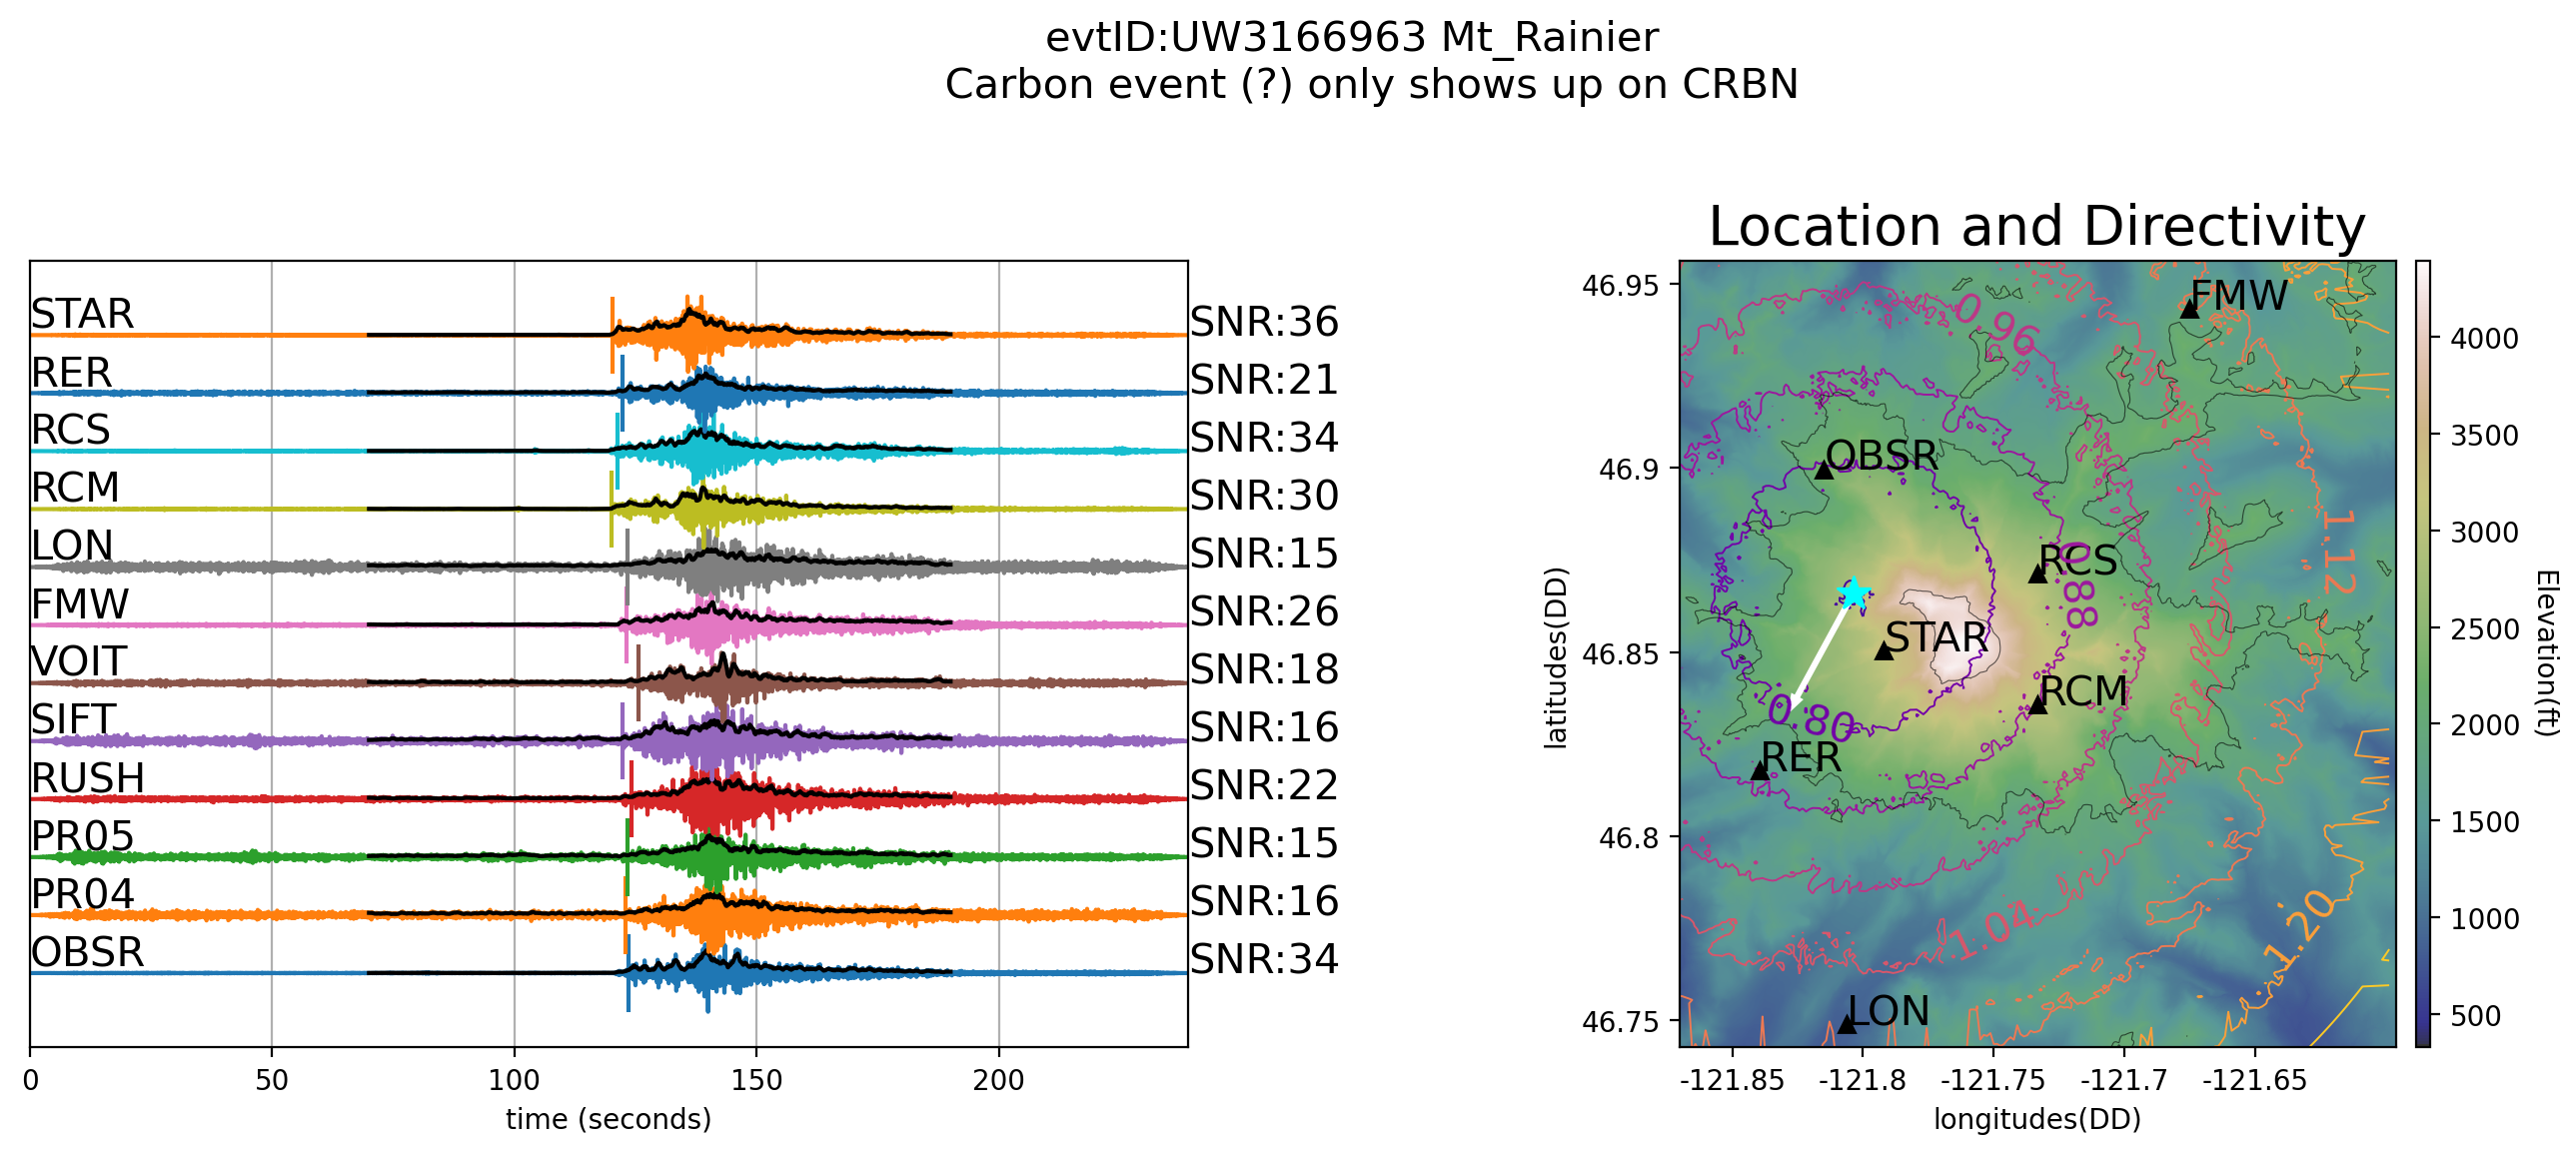 evtID:UW3166963 Mt_Rainier
Carbon event (?) only shows up on CRBN
STAR
RER
RCS
RCM
LON
FMW
VOIT
SIFT
RUSH
PR05
PR04
OBSR
SNR:36
SNR:21
SNR:34
SNR:30
SNR:15
SNR:26
SNR:18
SNR:16
SNR:22
SNR:15
SNR:16
SNR:34
0
50
100
150
200
time (seconds)
Location and Directivity
46.95
46.9
46.85
46.8
46.75
latitudes(DD)
FMW
0.96
OBSR
1.12
RCS
0.88
STAR
RCM
0.80
RER
1.04
1.20
LON
-121.85
-121.8
-121.75
-121.7
-121.65
longitudes(DD)
4000
3500
3000
2500
2000
1500
1000
500
Elevation(ft)